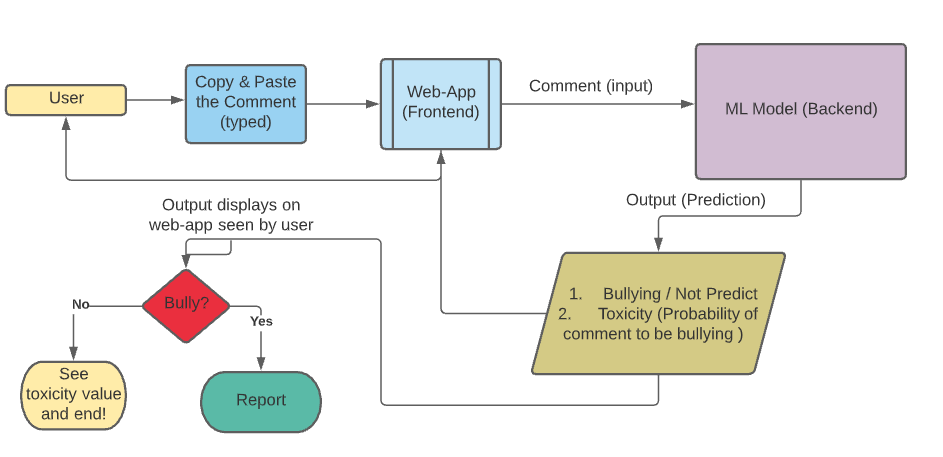 User
Copy & Paste
the Comment
(typed)
Web-App
(Frontend)
Comment (input)
ML Model (Backend)
Output (Prediction)
Output displays on
web-app seen by user
1. Bullying / Not Predict
2. Toxicity (Probability of
comment to be bullying )
Bully?
No
Yes
See
toxicity value
and end!
Report